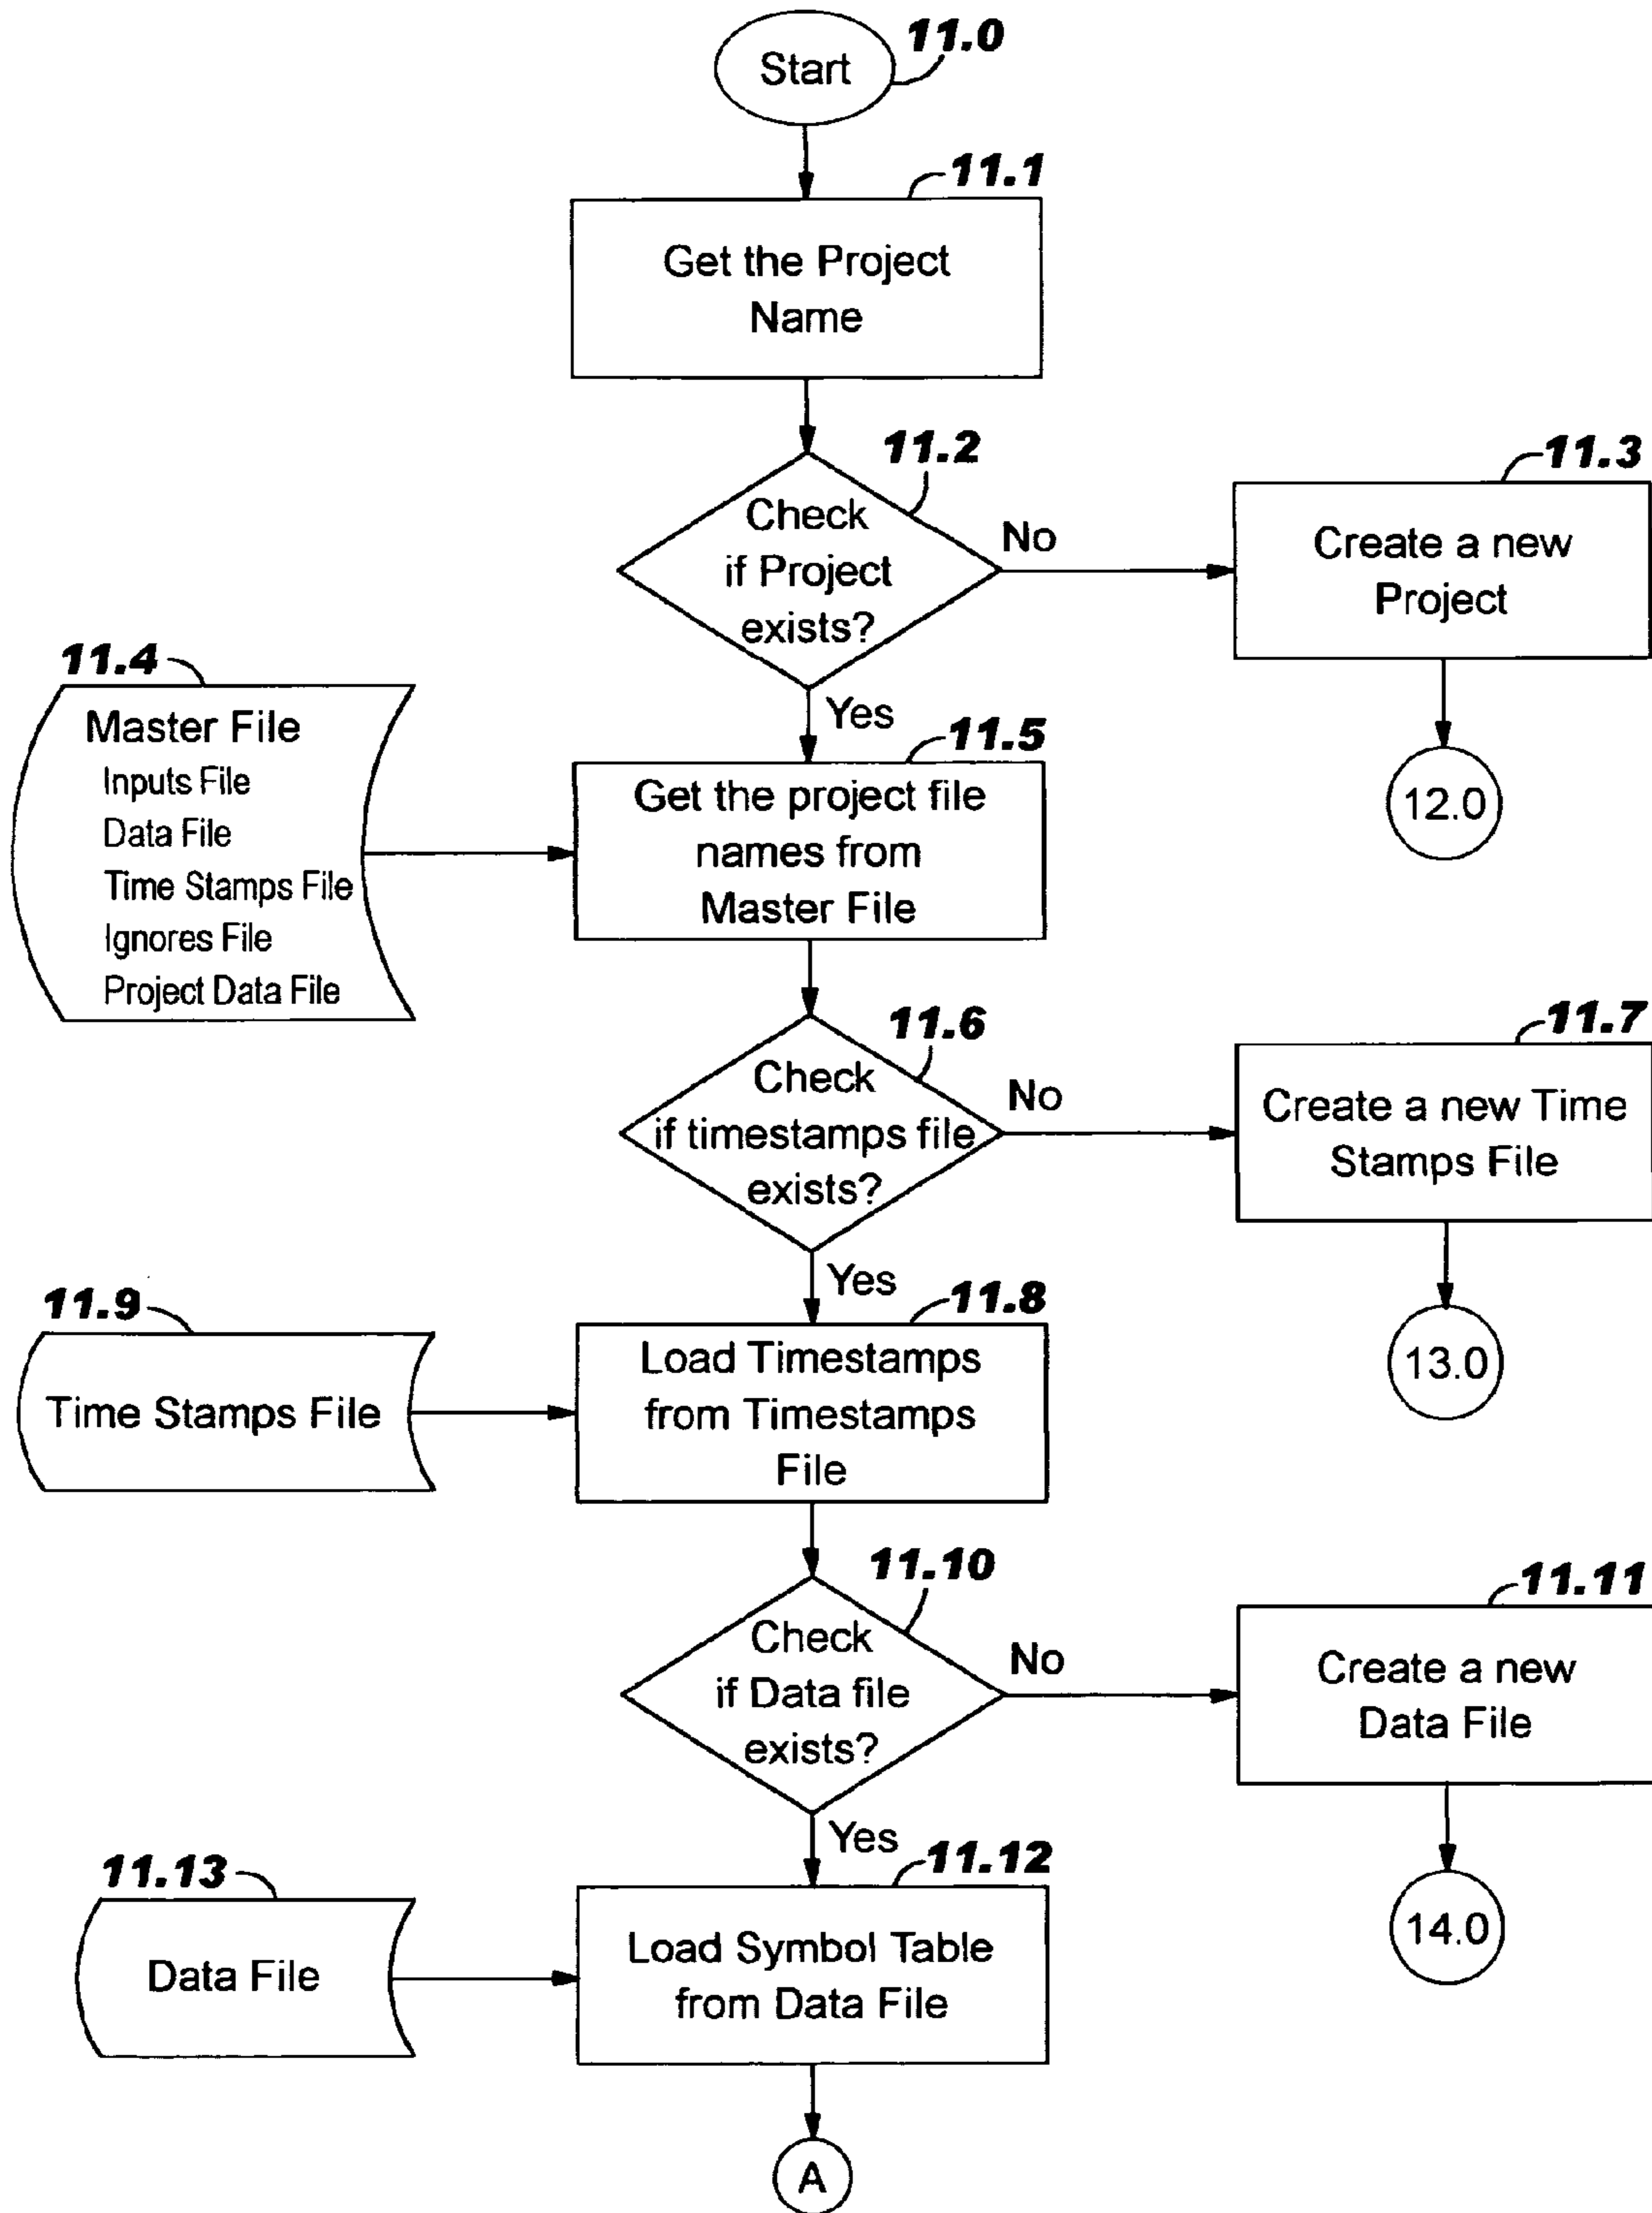 11.0
Start
11.1
Get the Project
Name
11.2
Check
if Project
exists?
No
11.3
Create a new
Project
12.0
Yes
11.4
Master File
Inputs File
Data File
Time Stamps File
Ignores File
Project Data File
11.5
Get the project file
names from
Master File
11.6
Check
if timestamps file
exists?
No
11.7
Create a new Time
Stamps File
13.0
Yes
11.9
Time Stamps File
11.8
Load Timestamps
from Timestamps
File
11.10
Check
if Data file
exists?
No
11.11
Create a new
Data File
14.0
Yes
11.13
Data File
11.12
Load Symbol Table
from Data File
A